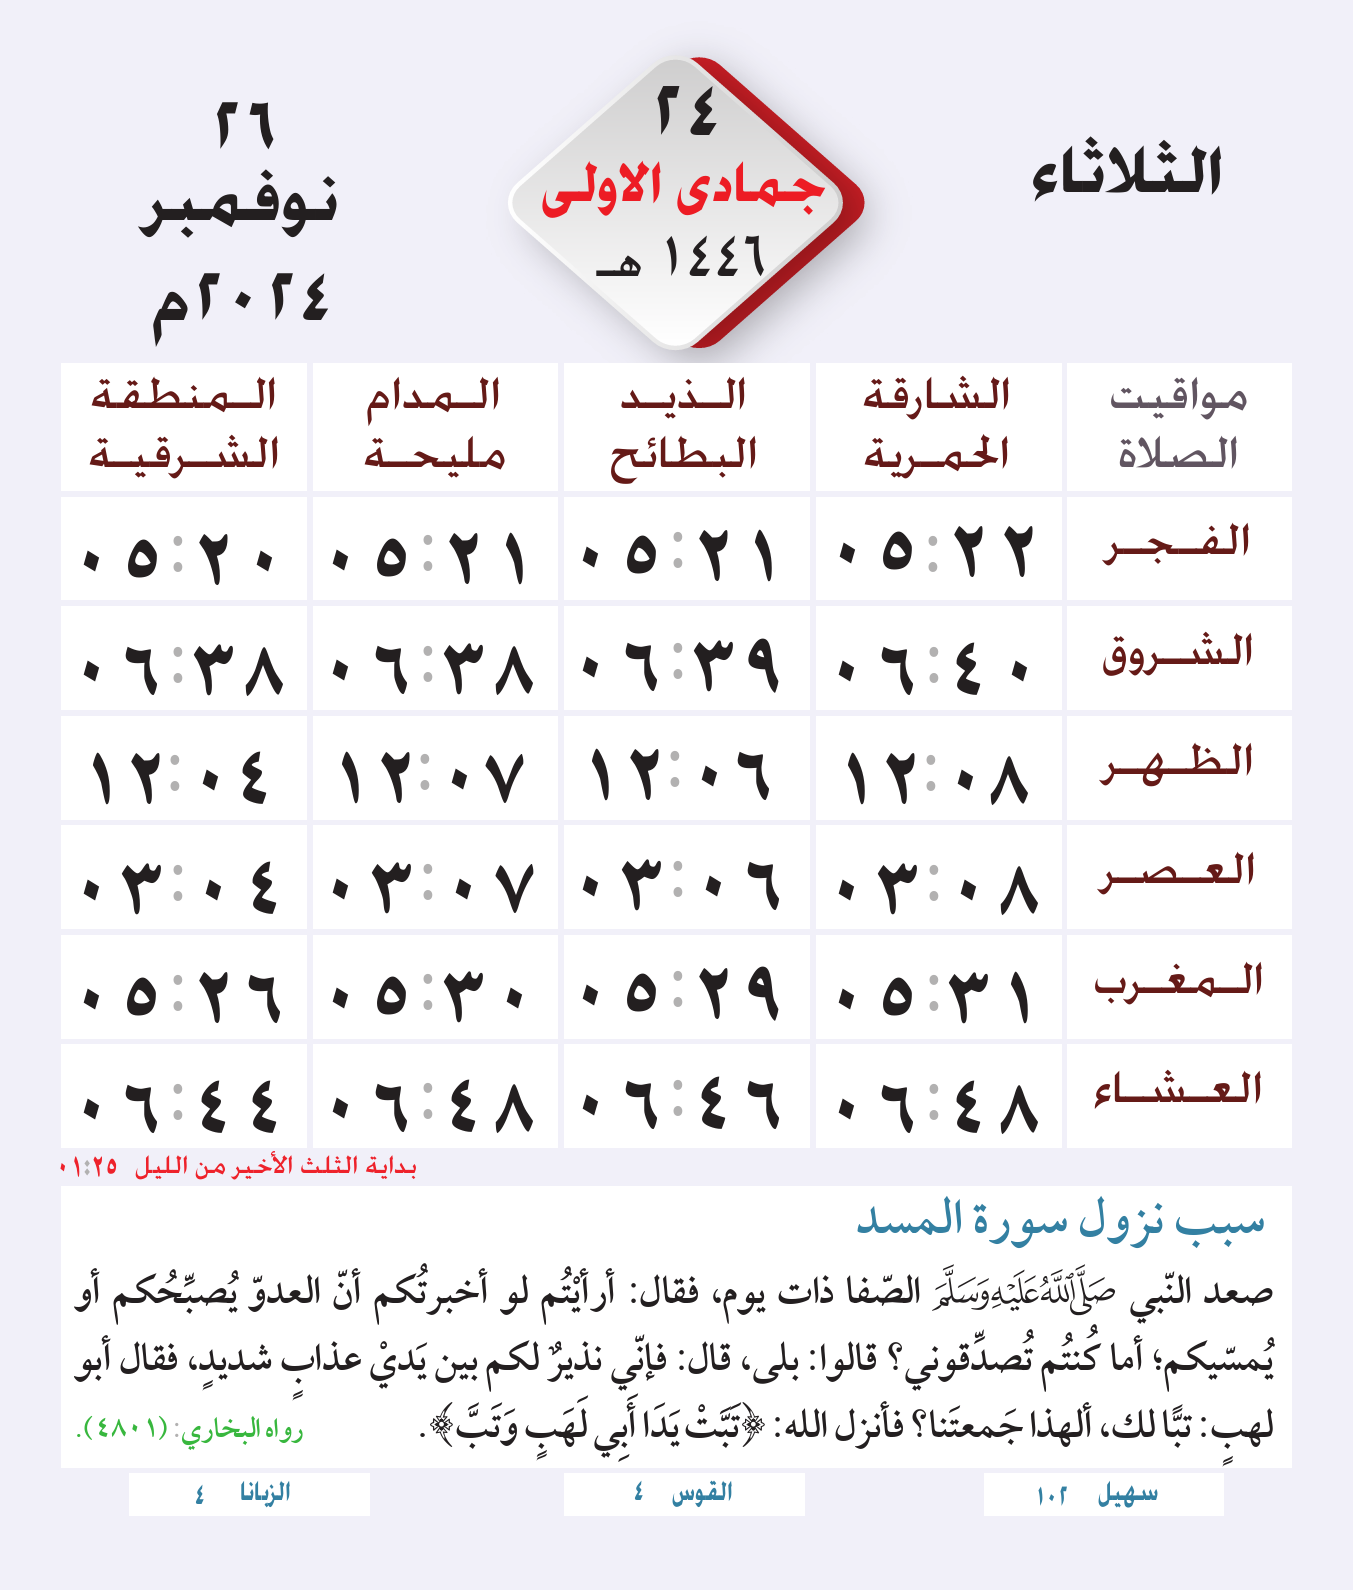 الثلاثاء
٢٤
جمادى الاولى
١٤٤٦ هـ
٢٦
نوفمبر
٢٠٢٤م
مواقيت الصلاة
الشارقة الحمرية
الذيد البطائح
المدام مليحة
المنطقة الشرقية
الفجر ٠٥:٢٢ ٠٥:٢١ ٠٥:٢١ ٠٥:٢٠
الشروق ٠٦:٤٠ ٠٦:٣٩ ٠٦:٣٨ ٠٦:٣٨
الظهر ١٢:٠٨ ١٢:٠٦ ١٢:٠٧ ١٢:٠٤
العصر ٠٣:٠٨ ٠٣:٠٦ ٠٣:٠٧ ٠٣:٠٤
المغرب ٠٥:٣١ ٠٥:٢٩ ٠٥:٣٠ ٠٥:٢٦
العشاء ٠٦:٤٨ ٠٦:٤٦ ٠٦:٤٨ ٠٦:٤٤
بداية الثلث الأخير من الليل ٠١:٢٥
سبب نزول سورة المسد
صعد النّبي صَلَّى اللَّهُ عَلَيْهِ وَسَلَّمَ الصّفا ذات يوم، فقال: أرأيْتُم لو أخبرتُكم أنّ العدوّ يُصبِّحُكم أو
يُمسّيكم؛ أما كُنتُم تُصدِّقوني؟ قالوا: بلى، قال: فإنّي نذيرٌ لكم بين يَديْ عذابٍ شديدٍ، فقال أبو
لهبٍ: تبًّا لك، ألهذا جَمعتَنا؟ فأنزل الله: ﴿تَبَّتْ يَدَا أَبِي لَهَبٍ وَتَبَّ﴾. رواه البخاري: (٤٨٠١).
سهيل ١٠٢
القوس ٤
الزبانا ٤